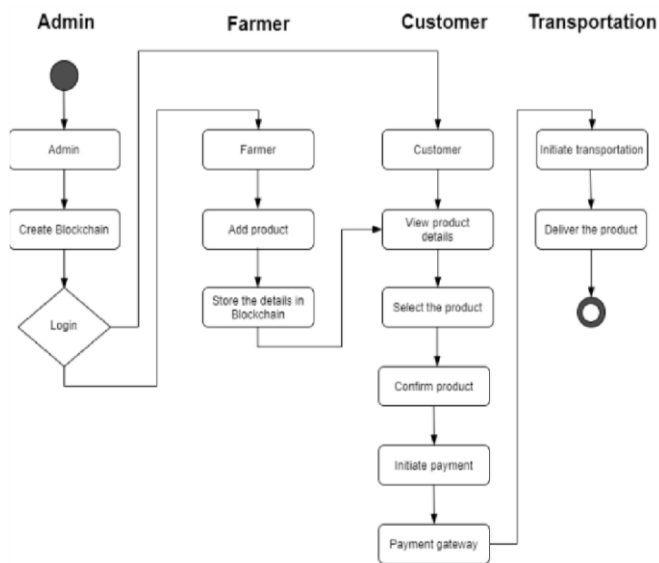 Admin
Farmer
Customer
Transportation
Admin
Farmer
Customer
Initiate transportation
Create Blockchain
Add product
View product
details
Deliver the product
Login
Store the details in
Blockchain
Select the product
Confirm product
Initiate payment
Payment gateway